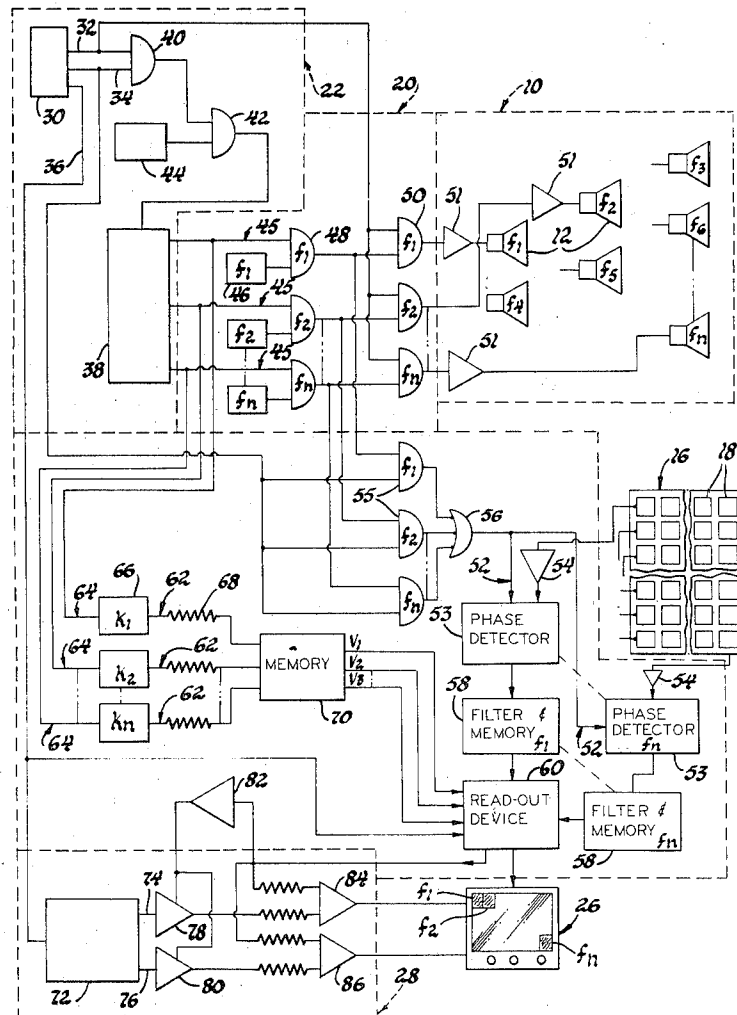 32 40
30 34 22
20 10
36 42
44
51 f3
51 f2
50 f1 12 f6
45 48 f5
f1 f1 f4
46 45
38 f2 f2 f2 fn
fn 45 fn fn 51
f1 16 18
55
f2 56
52 54
66 fn
64 k1 62 68 53 PHASE
DETECTOR
64 k2 62 MEMORY V1
V2
V3
kn 62 70
58 FILTER &
MEMORY f1
54
52 PHASE
DETECTOR
fn 53
60
READ-OUT
DEVICE
FILTER &
MEMORY fn
58
82
74 78 84 f1 26
f2
72 76 80 86 fn
28